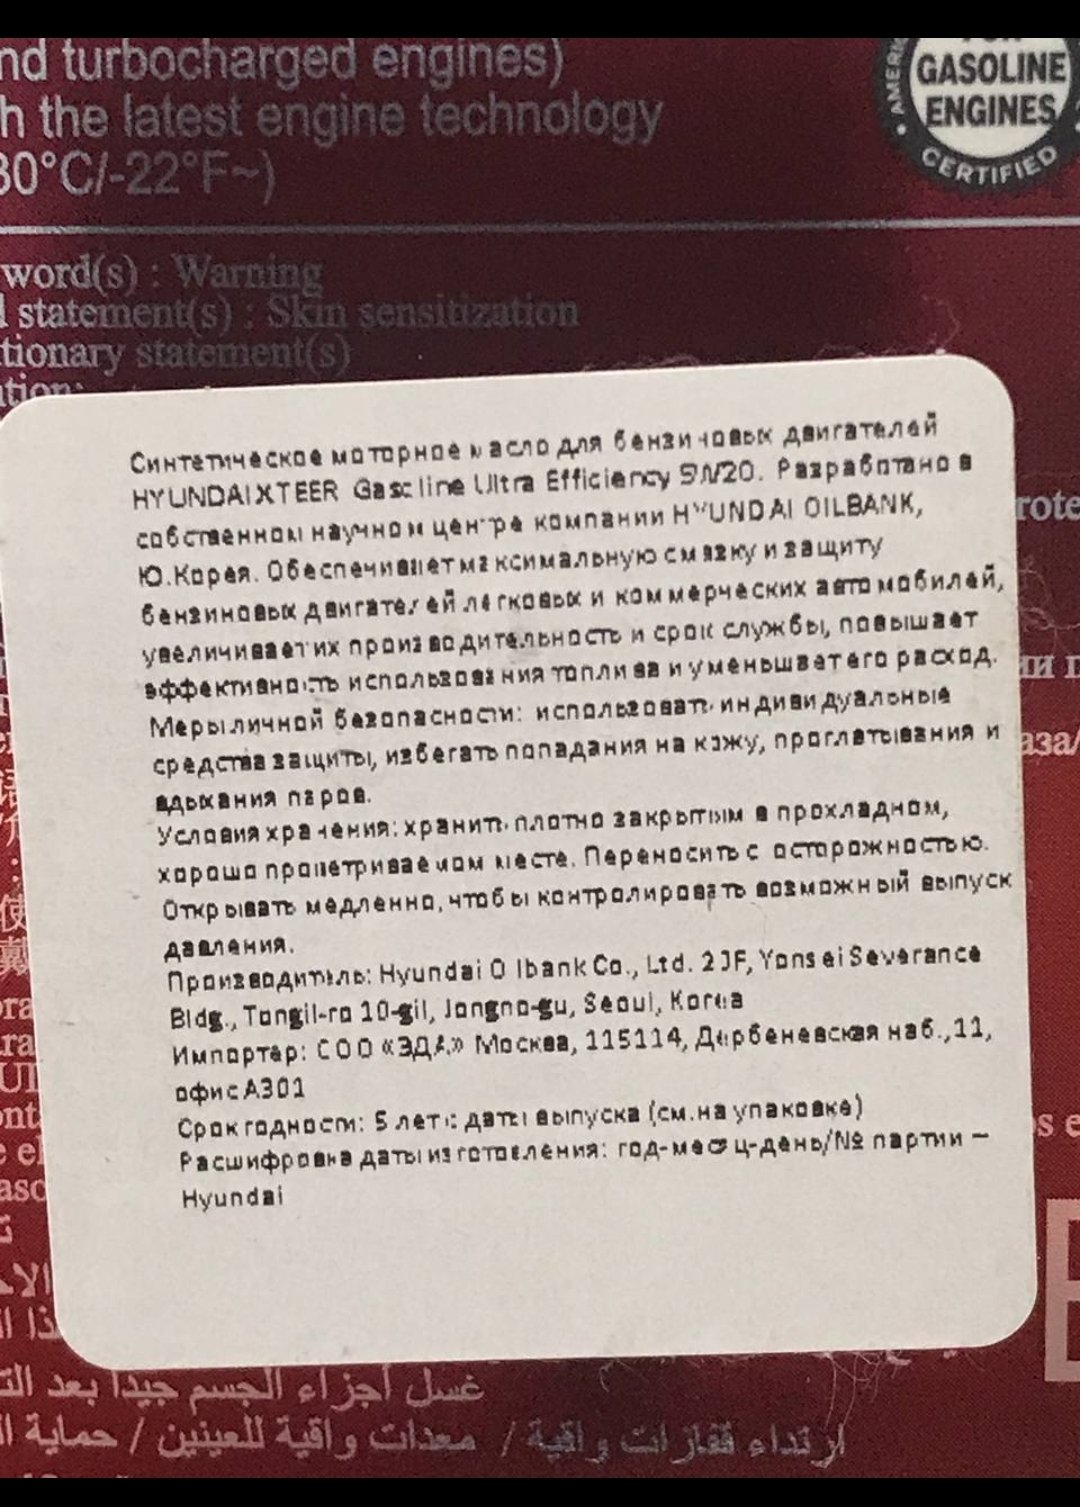 nd turbocharged engines)
h the latest engine technology
30°C/-22°F~)
GASOLINE
ENGINES
CERTIFIED
word(s) : Warning
statement(s) : Skin sensitization
tionary statement(s)
Синтетическое моторное масло для бензиновых двигателей
HYUNDAI XTEER Gasoline Ultra Efficiency 5W20. Разработано в
собственном научном центре компании HYUNDAI OILBANK,
Ю.Корея. Обеспечивает максимальную смазку и защиту
бензиновых двигателей легковых и коммерческих автомобилей,
увеличивает их производительность и срок службы, повышает
эффективность использования топлива и уменьшает его расход.
Меры личной безопасности: использовать индивидуальные
средства защиты, избегать попадания на кожу, проглатывания и
вдыхания паров.
Условия хранения: хранить плотно закрытым в прохладном,
хорошо проветриваемом месте. Переносить с осторожностью.
Открывать медленно, чтобы контролировать возможный выпуск
давления.
Производитель: Hyundai Oilbank Co., Ltd. 23F, Yonsei Severance
Bldg., Tongil-ro 10-gil, Jongno-gu, Seoul, Korea
Импортер: ООО «ЭДА» Москва, 115114, Дербеневская наб.,11,
офис А301
Срок годности: 5 лет с даты выпуска (см.на упаковке)
Расшифровка даты изготовления: год-месяц-день/№ партии –
Hyundai
غسل أجزاء الجسم جيدا بعد
ارتداء قفازات واقية / معدات واقية للعينين / حماية